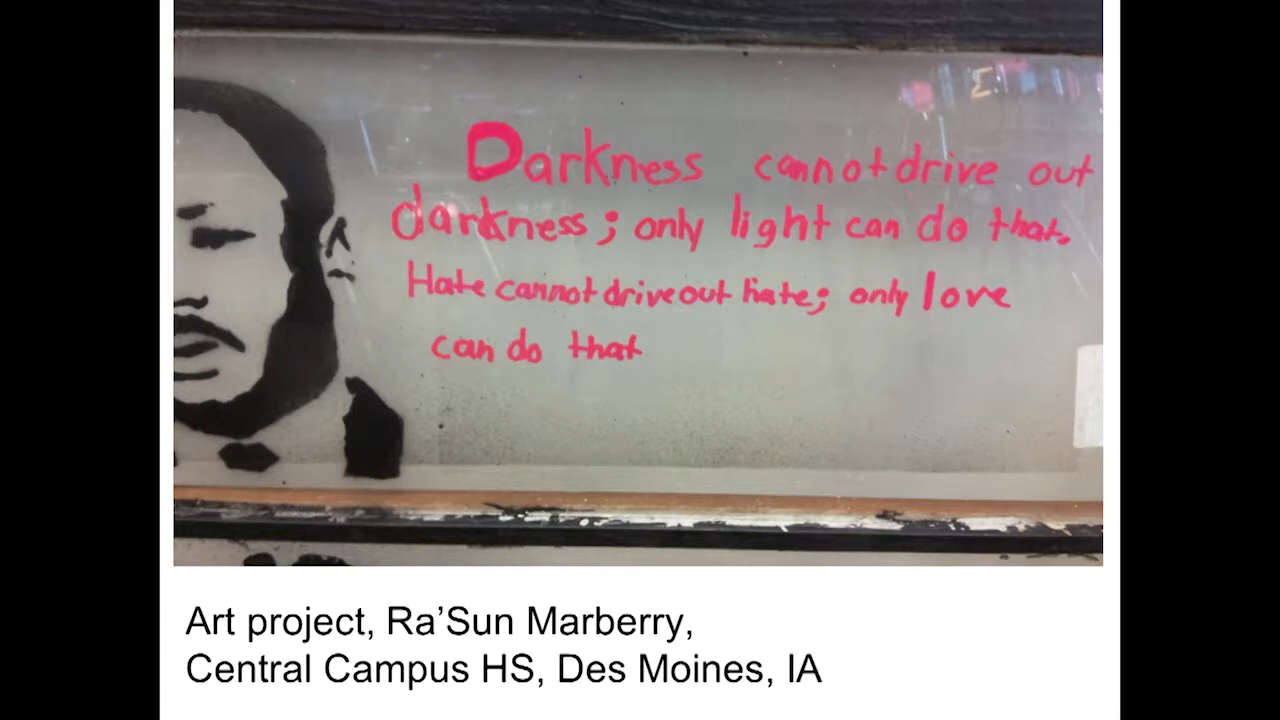 Darkness cannot drive out
darkness; only light can do that.
Hate cannot drive out hate; only love
can do that
Art project, Ra’Sun Marberry,
Central Campus HS, Des Moines, IA